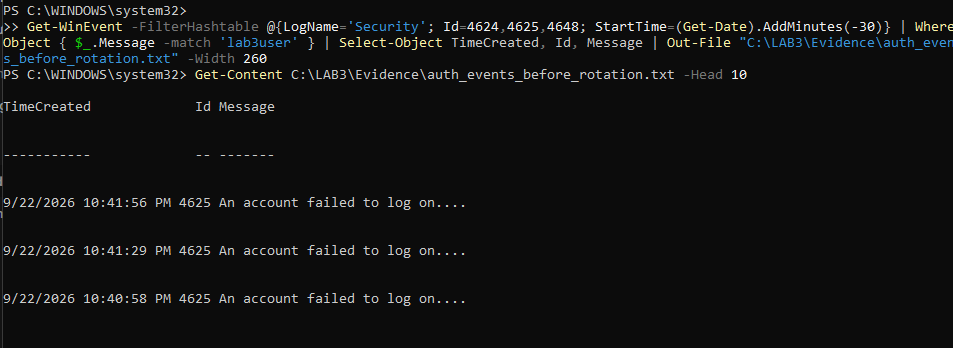 PS C:\WINDOWS\system32>
>> Get-WinEvent -FilterHashtable @{LogName='Security'; Id=4624,4625,4648; StartTime=(Get-Date).AddMinutes(-30)} | Where
Object { $_.Message -match 'lab3user' } | Select-Object TimeCreated, Id, Message | Out-File "C:\LAB3\Evidence\auth_even
s_before_rotation.txt" -Width 260
PS C:\WINDOWS\system32> Get-Content C:\LAB3\Evidence\auth_events_before_rotation.txt -Head 10
TimeCreated Id Message
----------- -- -------
9/22/2026 10:41:56 PM 4625 An account failed to log on....
9/22/2026 10:41:29 PM 4625 An account failed to log on....
9/22/2026 10:40:58 PM 4625 An account failed to log on....